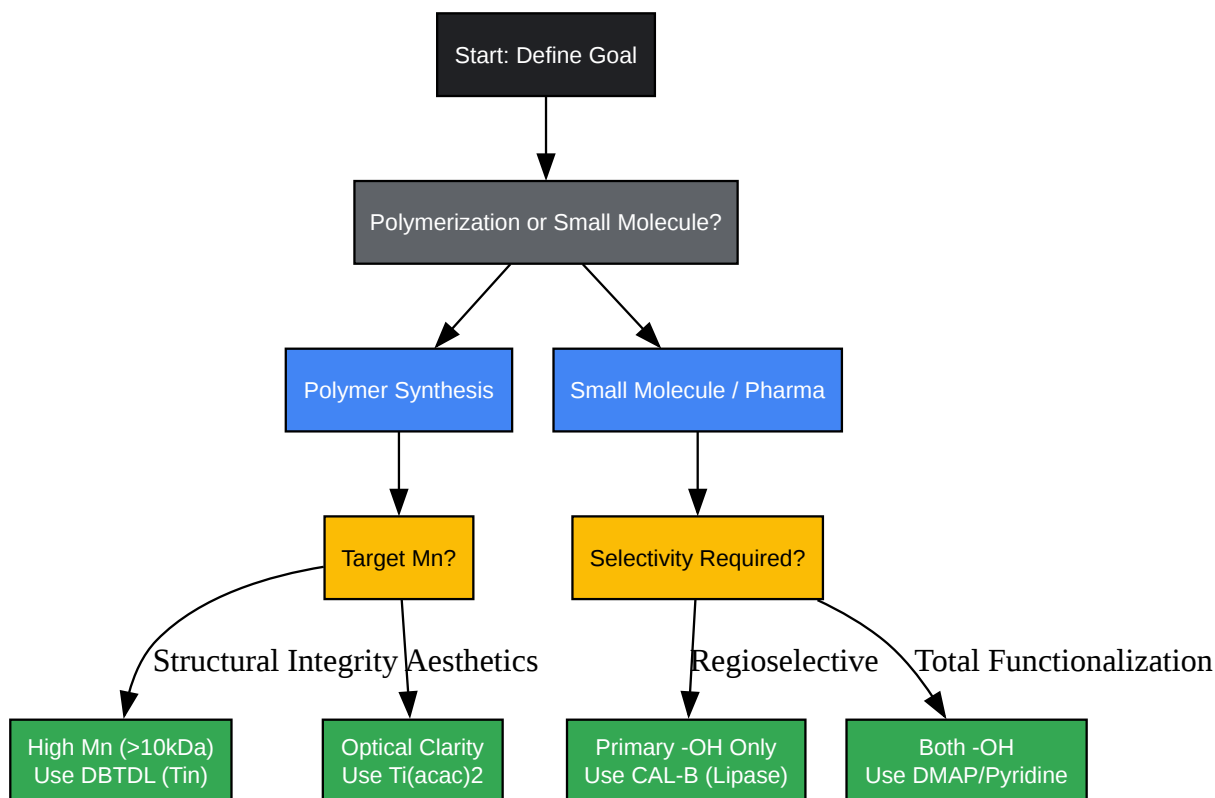 Start: Define Goal
Polymerization or Small Molecule?
Polymer Synthesis
Small Molecule / Pharma
Target Mn?
Selectivity Required?
Structural Integrity
Aesthetics
Regioselective
Total Functionalization
High Mn (>10kDa)
Use DBTDL (Tin)
Optical Clarity
Use Ti(acac)2
Primary -OH Only
Use CAL-B (Lipase)
Both -OH
Use DMAP/Pyridine